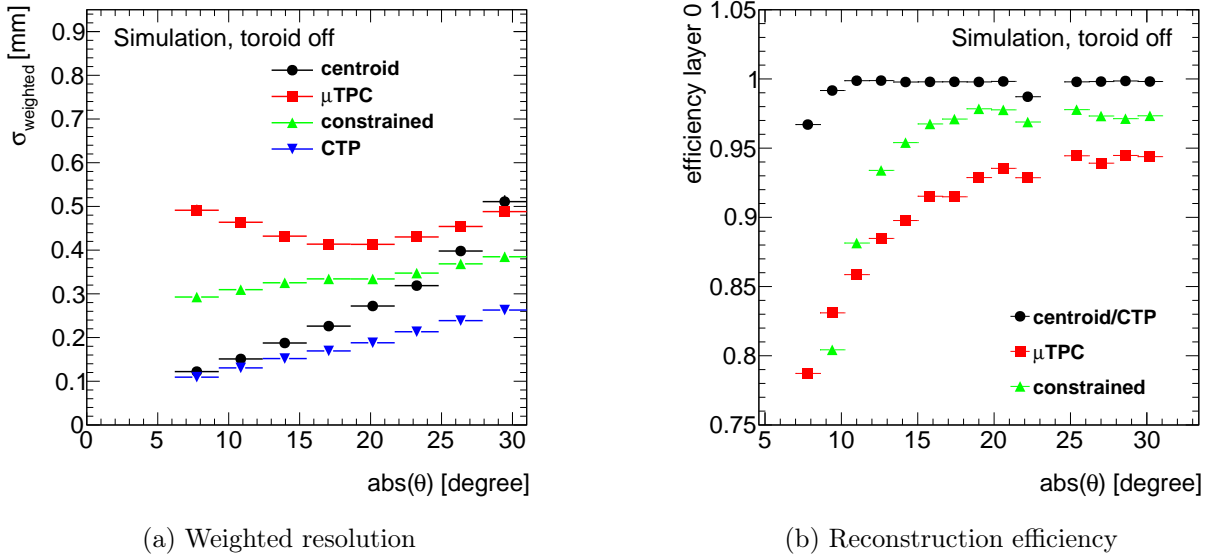 0.9
0.8
0.7
0.6
0.5
0.4
0.3
0.2
0.1
0
σweighted [mm]
Simulation, toroid off
centroid
μTPC
constrained
CTP
0 5 10 15 20 25 30
abs(θ) [degree]
(a) Weighted resolution
1.05
1
0.95
0.9
0.85
0.8
0.75
efficiency layer 0
Simulation, toroid off
centroid/CTP
μTPC
constrained
5 10 15 20 25 30
abs(θ) [degree]
(b) Reconstruction efficiency